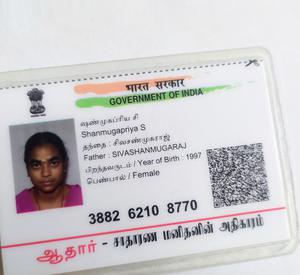 भारत सरकार
GOVERNMENT OF INDIA
ஷண்முகப்ரிய சி
Shanmugapriya S
தந்தை : சிவசண்முகராஜ்
Father : SIVASHANMUGARAJ
பிறந்தவருடம் / Year of Birth : 1997
பெண்பால் / Female
3882 6210 8770
ஆதார் - சாதாரண மனிதனின் அதிகாரம்